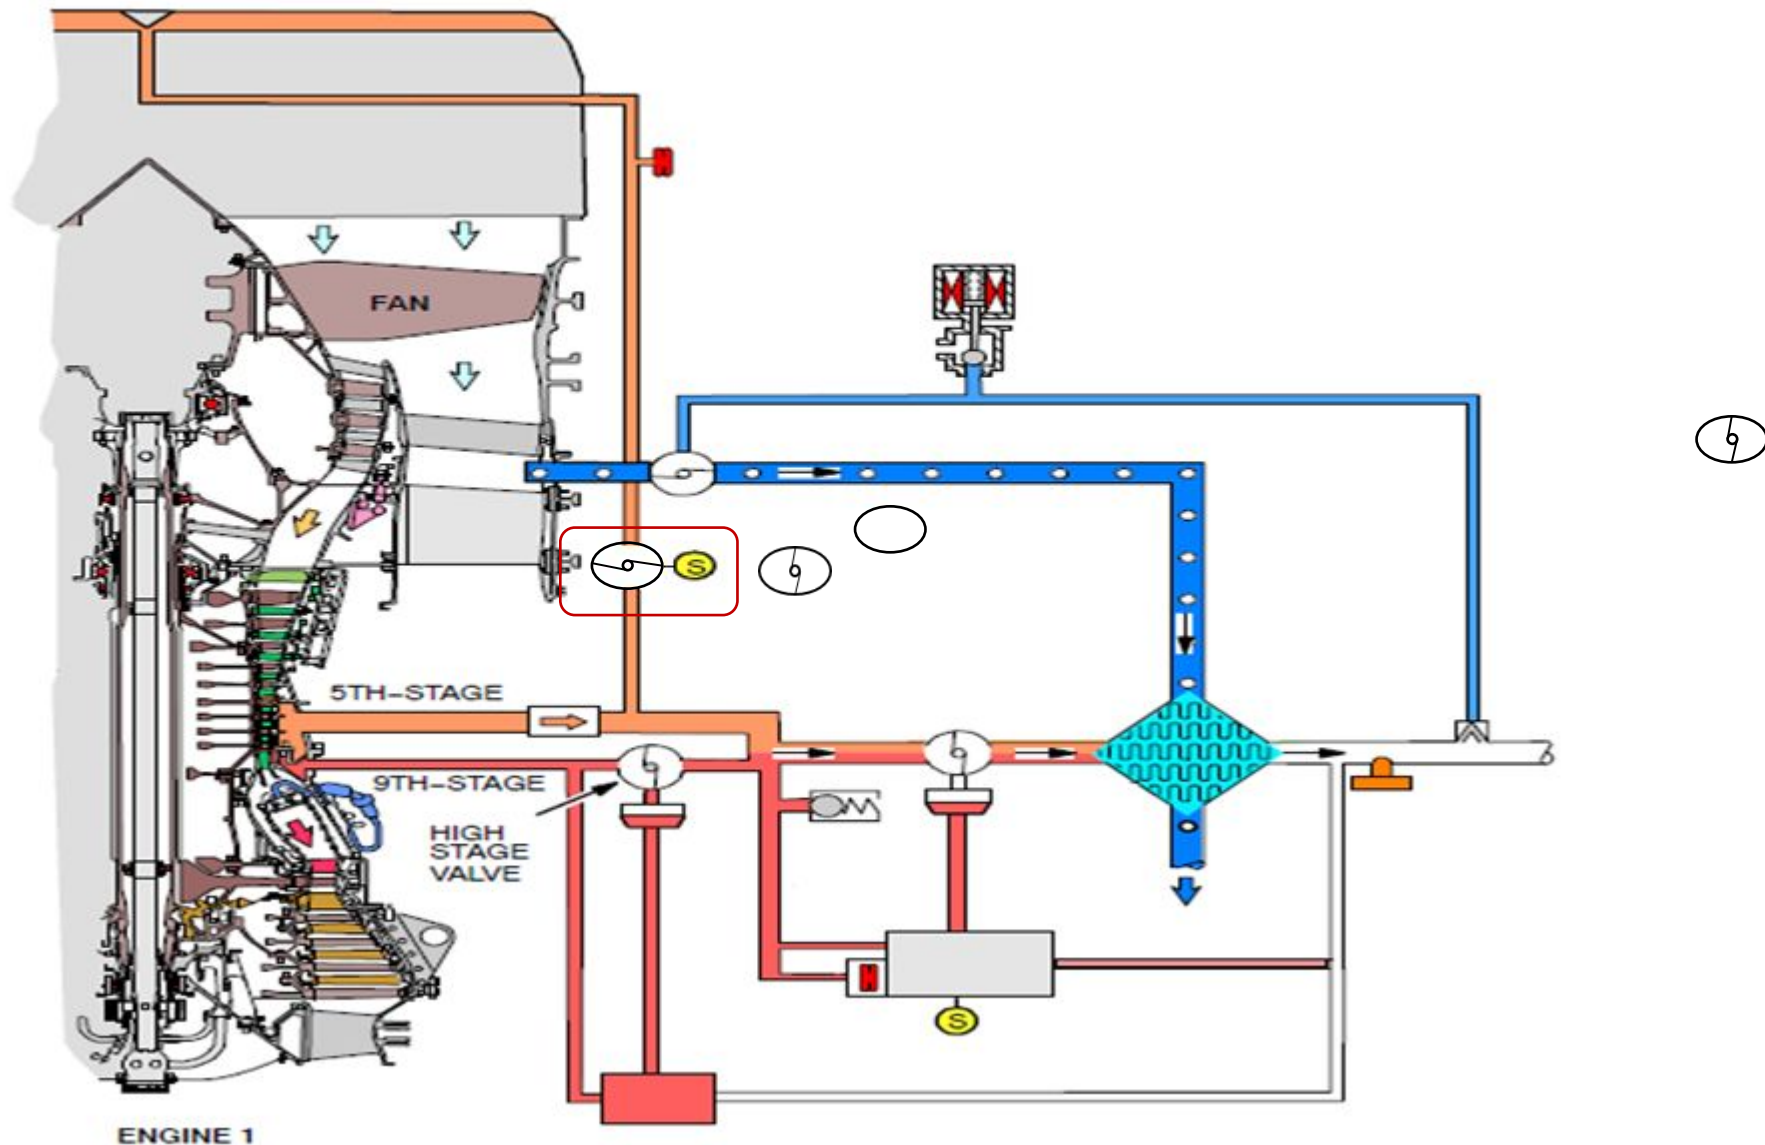 FAN
S
5TH-STAGE
9TH-STAGE
HIGH
STAGE
VALVE
S
ENGINE 1